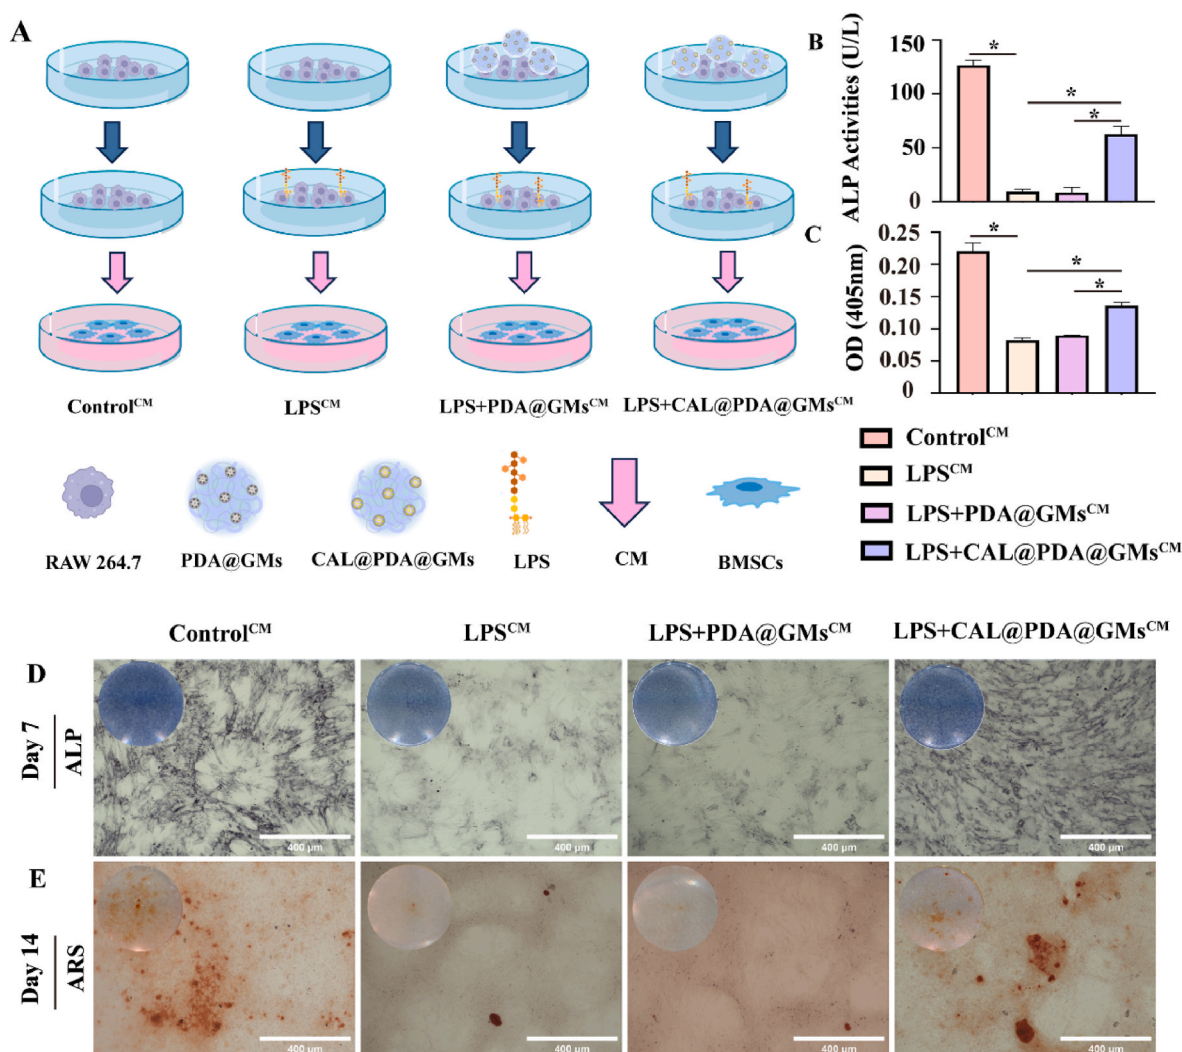 A
Control^CM
LPS^CM
LPS+PDA@GMs^CM
LPS+CAL@PDA@GMs^CM
RAW 264.7
PDA@GMs
CAL@PDA@GMs
LPS
CM
BMSCs
B
ALP Activities (U/L)
150
100
50
0
*
*
*
C
OD (405nm)
0.25
0.20
0.15
0.10
0.05
0
*
*
*
Control^CM
LPS^CM
LPS+PDA@GMs^CM
LPS+CAL@PDA@GMs^CM
Control^CM
LPS^CM
LPS+PDA@GMs^CM
LPS+CAL@PDA@GMs^CM
D
Day 7
ALP
400 μm
400 μm
400 μm
400 μm
E
Day 14
ARS
400 μm
400 μm
400 μm
400 μm